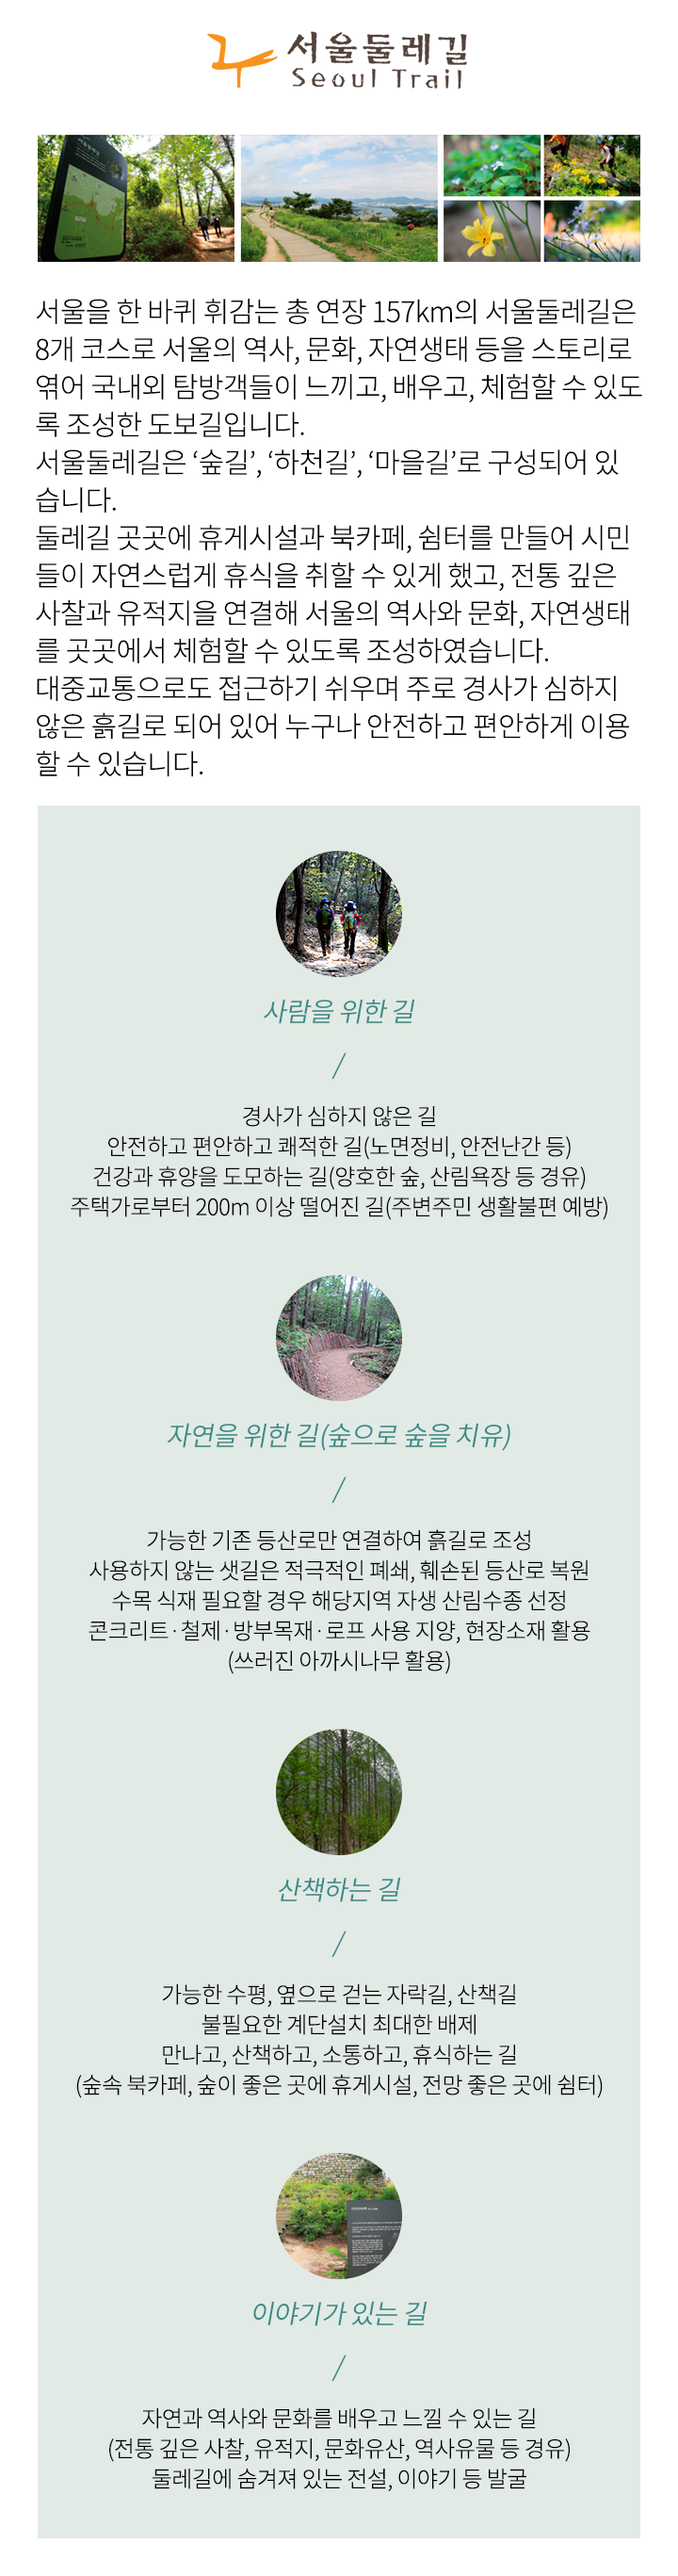 서울둘레길
Seoul Trail
서울을 한 바퀴 휘감는 총 연장 157km의 서울둘레길은
8개 코스로 서울의 역사, 문화, 자연생태 등을 스토리로
엮어 국내외 탐방객들이 느끼고, 배우고, 체험할 수 있도
록 조성한 도보길입니다.
서울둘레길은 ‘숲길’, ‘하천길’, ‘마을길’로 구성되어 있
습니다.
둘레길 곳곳에 휴게시설과 북카페, 쉼터를 만들어 시민
들이 자연스럽게 휴식을 취할 수 있게 했고, 전통 깊은
사찰과 유적지을 연결해 서울의 역사와 문화, 자연생태
를 곳곳에서 체험할 수 있도록 조성하였습니다.
대중교통으로도 접근하기 쉬우며 주로 경사가 심하지
않은 흙길로 되어 있어 누구나 안전하고 편안하게 이용
할 수 있습니다.
사람을 위한 길
/
경사가 심하지 않은 길
안전하고 편안하고 쾌적한 길(노면정비, 안전난간 등)
건강과 휴양을 도모하는 길(양호한 숲, 산림욕장 등 경유)
주택가로부터 200m 이상 떨어진 길(주변주민 생활불편 예방)
자연을 위한 길(숲으로 숲을 치유)
/
가능한 기존 등산로만 연결하여 흙길로 조성
사용하지 않는 샛길은 적극적인 폐쇄, 훼손된 등산로 복원
수목 식재 필요할 경우 해당지역 자생 산림수종 선정
콘크리트·철제·방부목재·로프 사용 지양, 현장소재 활용
(쓰러진 아까시나무 활용)
산책하는 길
/
가능한 수평, 옆으로 걷는 자락길, 산책길
불필요한 계단설치 최대한 배제
만나고, 산책하고, 소통하고, 휴식하는 길
(숲속 북카페, 숲이 좋은 곳에 휴게시설, 전망 좋은 곳에 쉼터)
이야기가 있는 길
/
자연과 역사와 문화를 배우고 느낄 수 있는 길
(전통 깊은 사찰, 유적지, 문화유산, 역사유물 등 경유)
둘레길에 숨겨져 있는 전설, 이야기 등 발굴